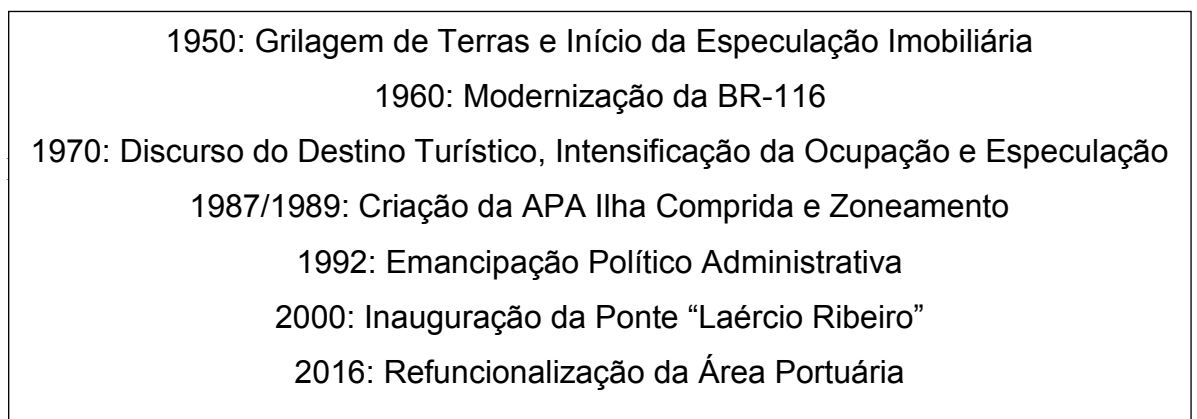 1950: Grilagem de Terras e Início da Especulação Imobiliária
1960: Modernização da BR-116
1970: Discurso do Destino Turístico, Intensificação da Ocupação e Especulação
1987/1989: Criação da APA Ilha Comprida e Zoneamento
1992: Emancipação Político Administrativa
2000: Inauguração da Ponte “Laércio Ribeiro”
2016: Refuncionalização da Área Portuária